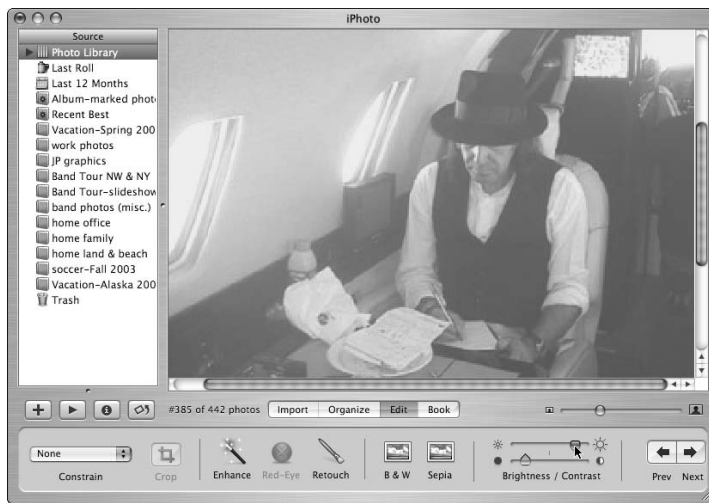 iPhoto
Source
Photo Library
Last Roll
Last 12 Months
Album-marked phot
Recent Best
Vacation-Spring 200
work photos
JP graphics
Band Tour NW & NY
Band Tour-slideshow
band photos (misc.)
home office
home family
home land & beach
soccer-Fall 2003
Vacation-Alaska 200
Trash
#385 of 442 photos
Import
Organize
Edit
Book
None
Constrain
Crop
Enhance
Red-Eye
Retouch
B & W
Sepia
Brightness / Contrast
Prev
Next